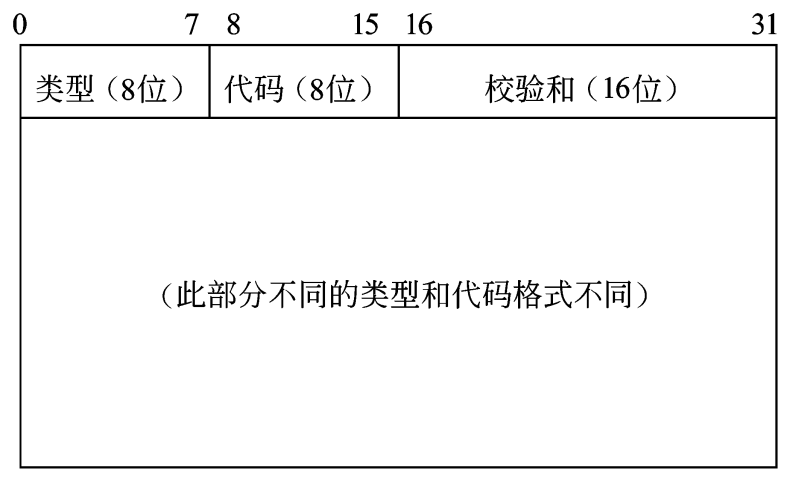 0 7 8 15 16 31
类型（8位） 代码（8位） 校验和（16位）
（此部分不同的类型和代码格式不同）